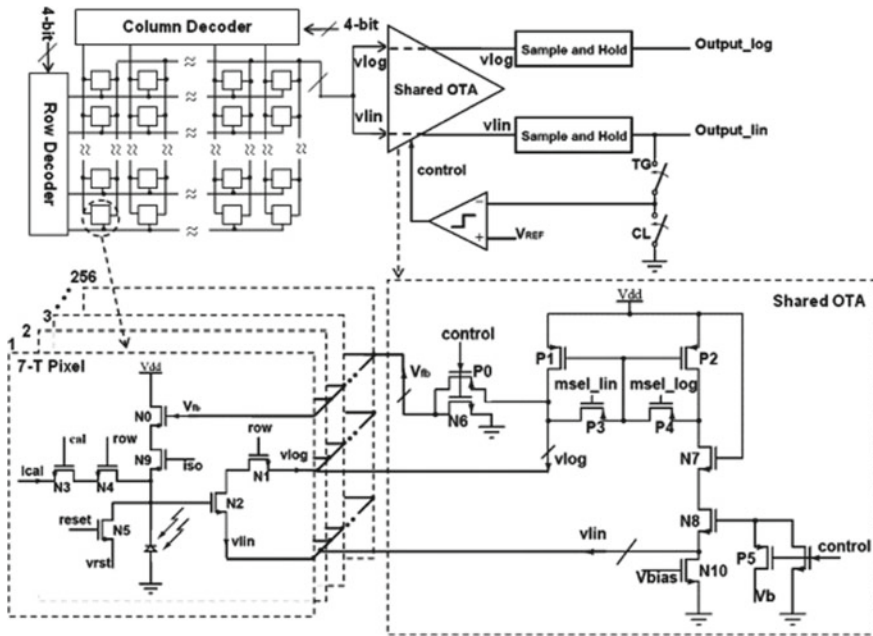 4-bit
Column Decoder
4-bit
Row Decoder
vlog
vlin
Shared OTA
vlog
Sample and Hold
Output_log
vlin
Sample and Hold
Output_lin
control
TG
CL
−
+
VREF
256
3
2
1
7-T Pixel
Vdd
N0
Vfb
cal
row
N9
iso
Ical
N3
N4
row
N1
vlog
N2
reset
N5
vrst
vlin
Shared OTA
control
Vfb
P0
N6
Vdd
P1
P2
msel_lin
msel_log
P3
P4
vlog
N7
N8
vlin
Vbias
N10
P5
control
Vb